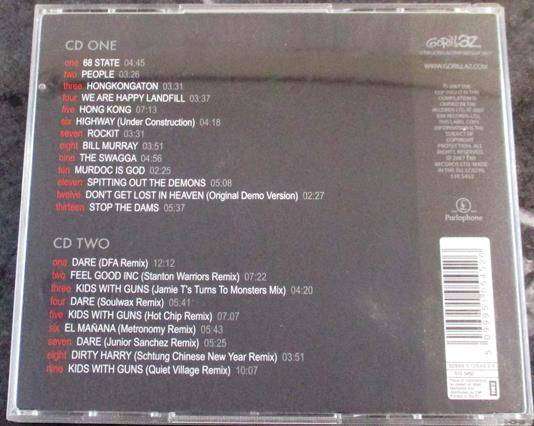 CD ONE
one 68 STATE 04:45
two PEOPLE 03:26
three HONGKONGATON 03:31
four WE ARE HAPPY LANDFILL 03:37
five HONG KONG 07:13
six HIGHWAY (Under Construction) 04:18
seven ROCKIT 03:31
eight BILL MURRAY 03:51
nine THE SWAGGA 04:56
ten MURDOC IS GOD 02:25
eleven SPITTING OUT THE DEMONS 05:08
twelve DON'T GET LOST IN HEAVEN (Original Demo Version) 02:27
thirteen STOP THE DAMS 05:37
CD TWO
one DARE (DFA Remix) 12:12
two FEEL GOOD INC (Stanton Warriors Remix) 07:22
three KIDS WITH GUNS (Jamie T's Turns To Monsters Mix) 04:20
four DARE (Soulwax Remix) 05:41
five KIDS WITH GUNS (Hot Chip Remix) 07.07
six EL MAÑANA (Metronomy Remix) 05:43
seven DARE (Junior Sanchez Remix) 05:25
eight DIRTY HARRY (Schtung Chinese New Year Remix) 03:51
nine KIDS WITH GUNS (Quiet Village Remix) 10:07
GORILLAZ
WWW.GORILLAZ.COM
Parlophone